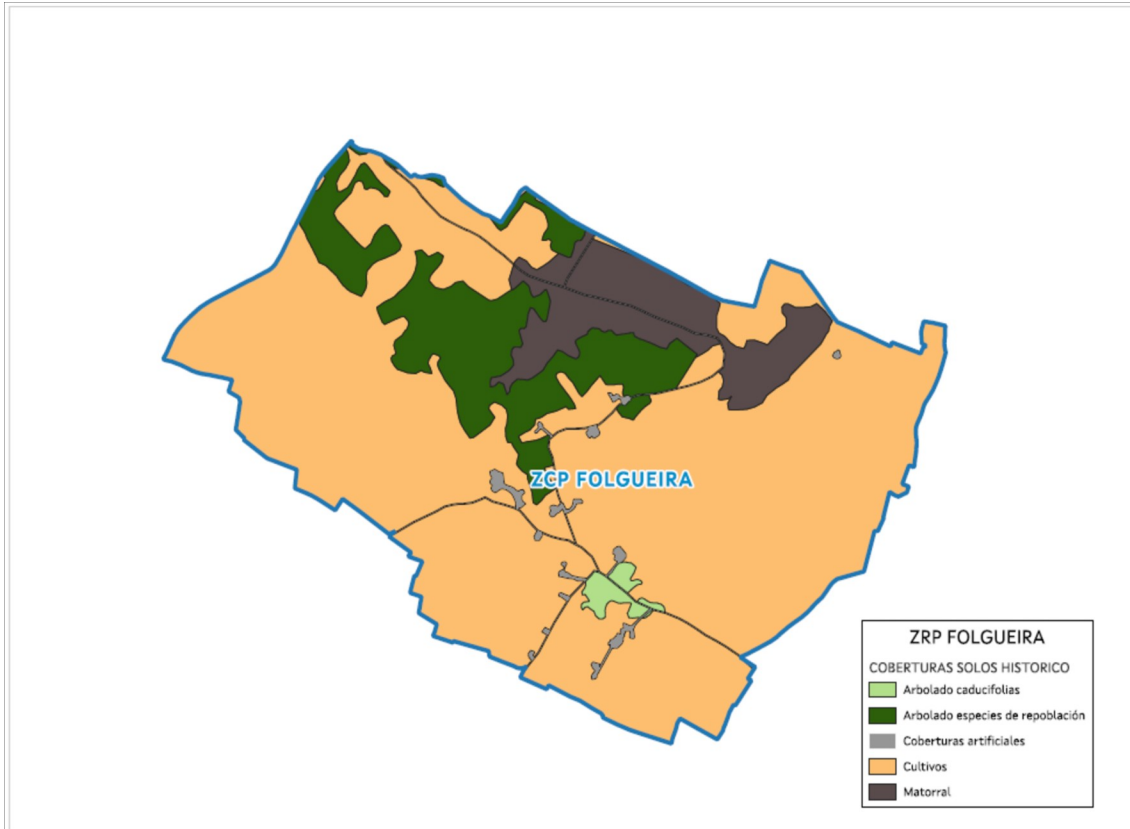 ZCP FOLGUEIRA
ZRP FOLGUEIRA
COBERTURAS SOLOS HISTORICO
Arbolado caducifolias
Arbolado especies de repoblación
Coberturas artificiales
Cultivos
Matorral